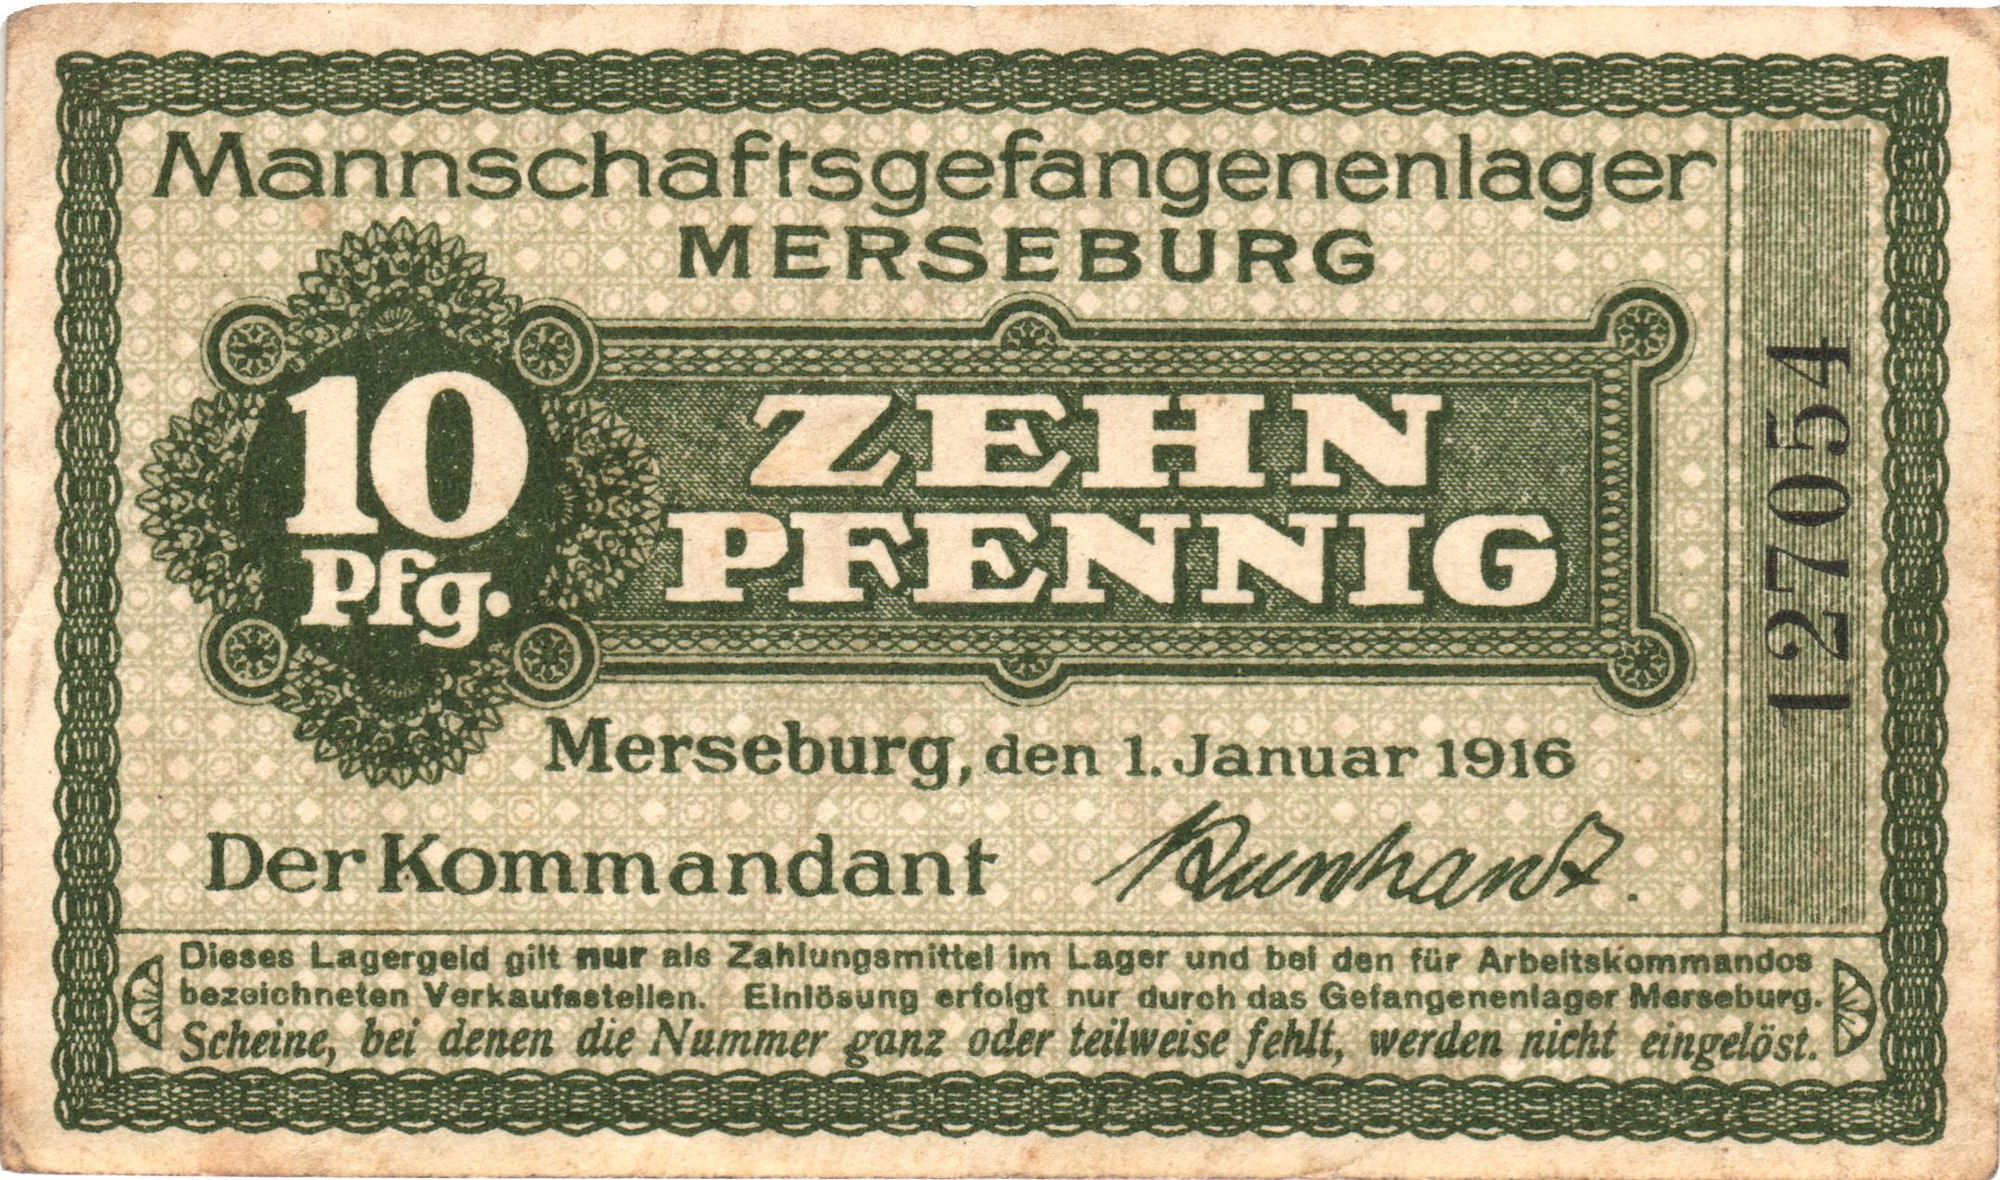 Mannschaftsgefangenenlager
MERSEBURG
10
Pfg.
ZEHN
PFENNIG
127054
Merseburg, den 1. Januar 1916
Der Kommandant
Dieses Lagergeld gilt nur als Zahlungsmittel im Lager und bei den für Arbeitskommandos
bezeichneten Verkaufsstellen. Einlösung erfolgt nur durch das Gefangenenlager Merseburg.
Scheine, bei denen die Nummer ganz oder teilweise fehlt, werden nicht eingelöst.